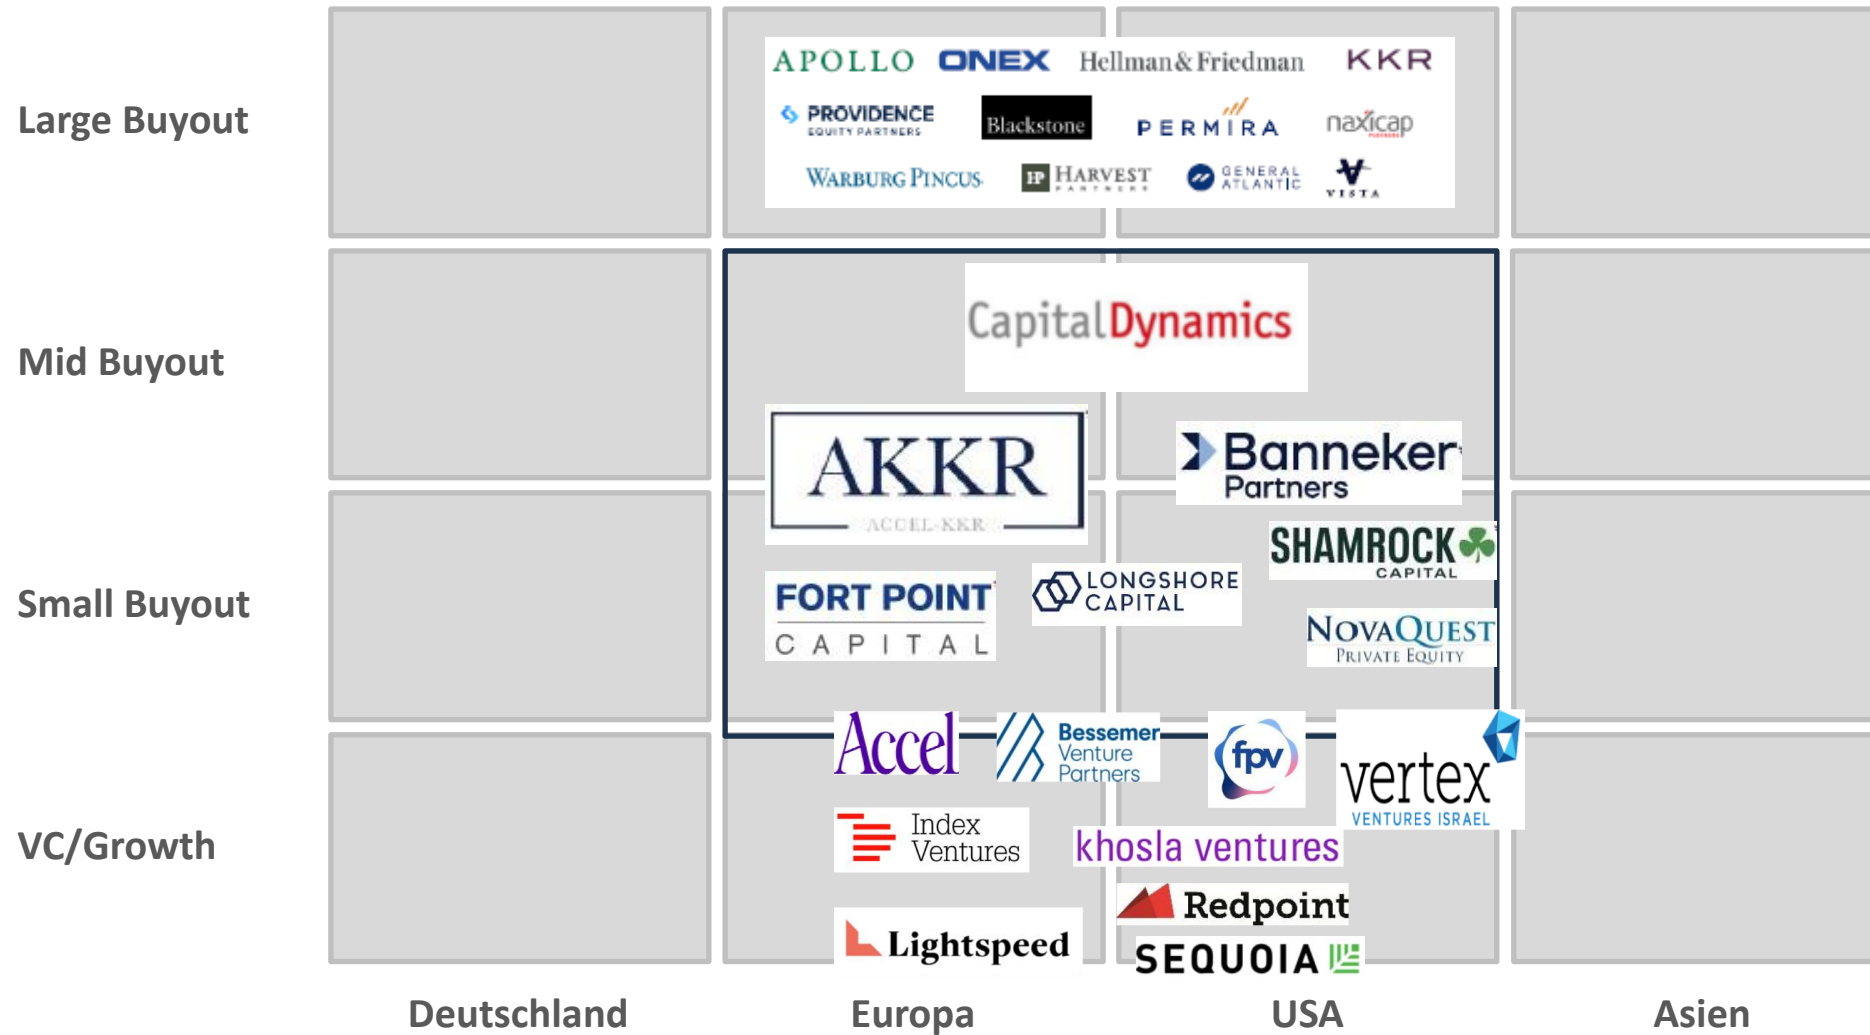 Large Buyout
APOLLO ONEX Hellman & Friedman KKR
PROVIDENCE
EQUITY PARTNERS
Blackstone
PERMIRA
naxicap
PARTNERS
WARBURG PINCUS
HP HARVEST
PARTNERS
GENERAL
ATLANTIC
VISTA
Mid Buyout
CapitalDynamics
AKKR
ACCEL-KKR
Banneker
Partners
Small Buyout
SHAMROCK
CAPITAL
FORT POINT
CAPITAL
LONGSHORE
CAPITAL
NOVAQUEST
PRIVATE EQUITY
VC/Growth
Accel
Bessemer
Venture
Partners
fpv
vertex
VENTURES ISRAEL
Index
Ventures
khosla ventures
Redpoint
Lightspeed
SEQUOIA
Deutschland Europa USA Asien